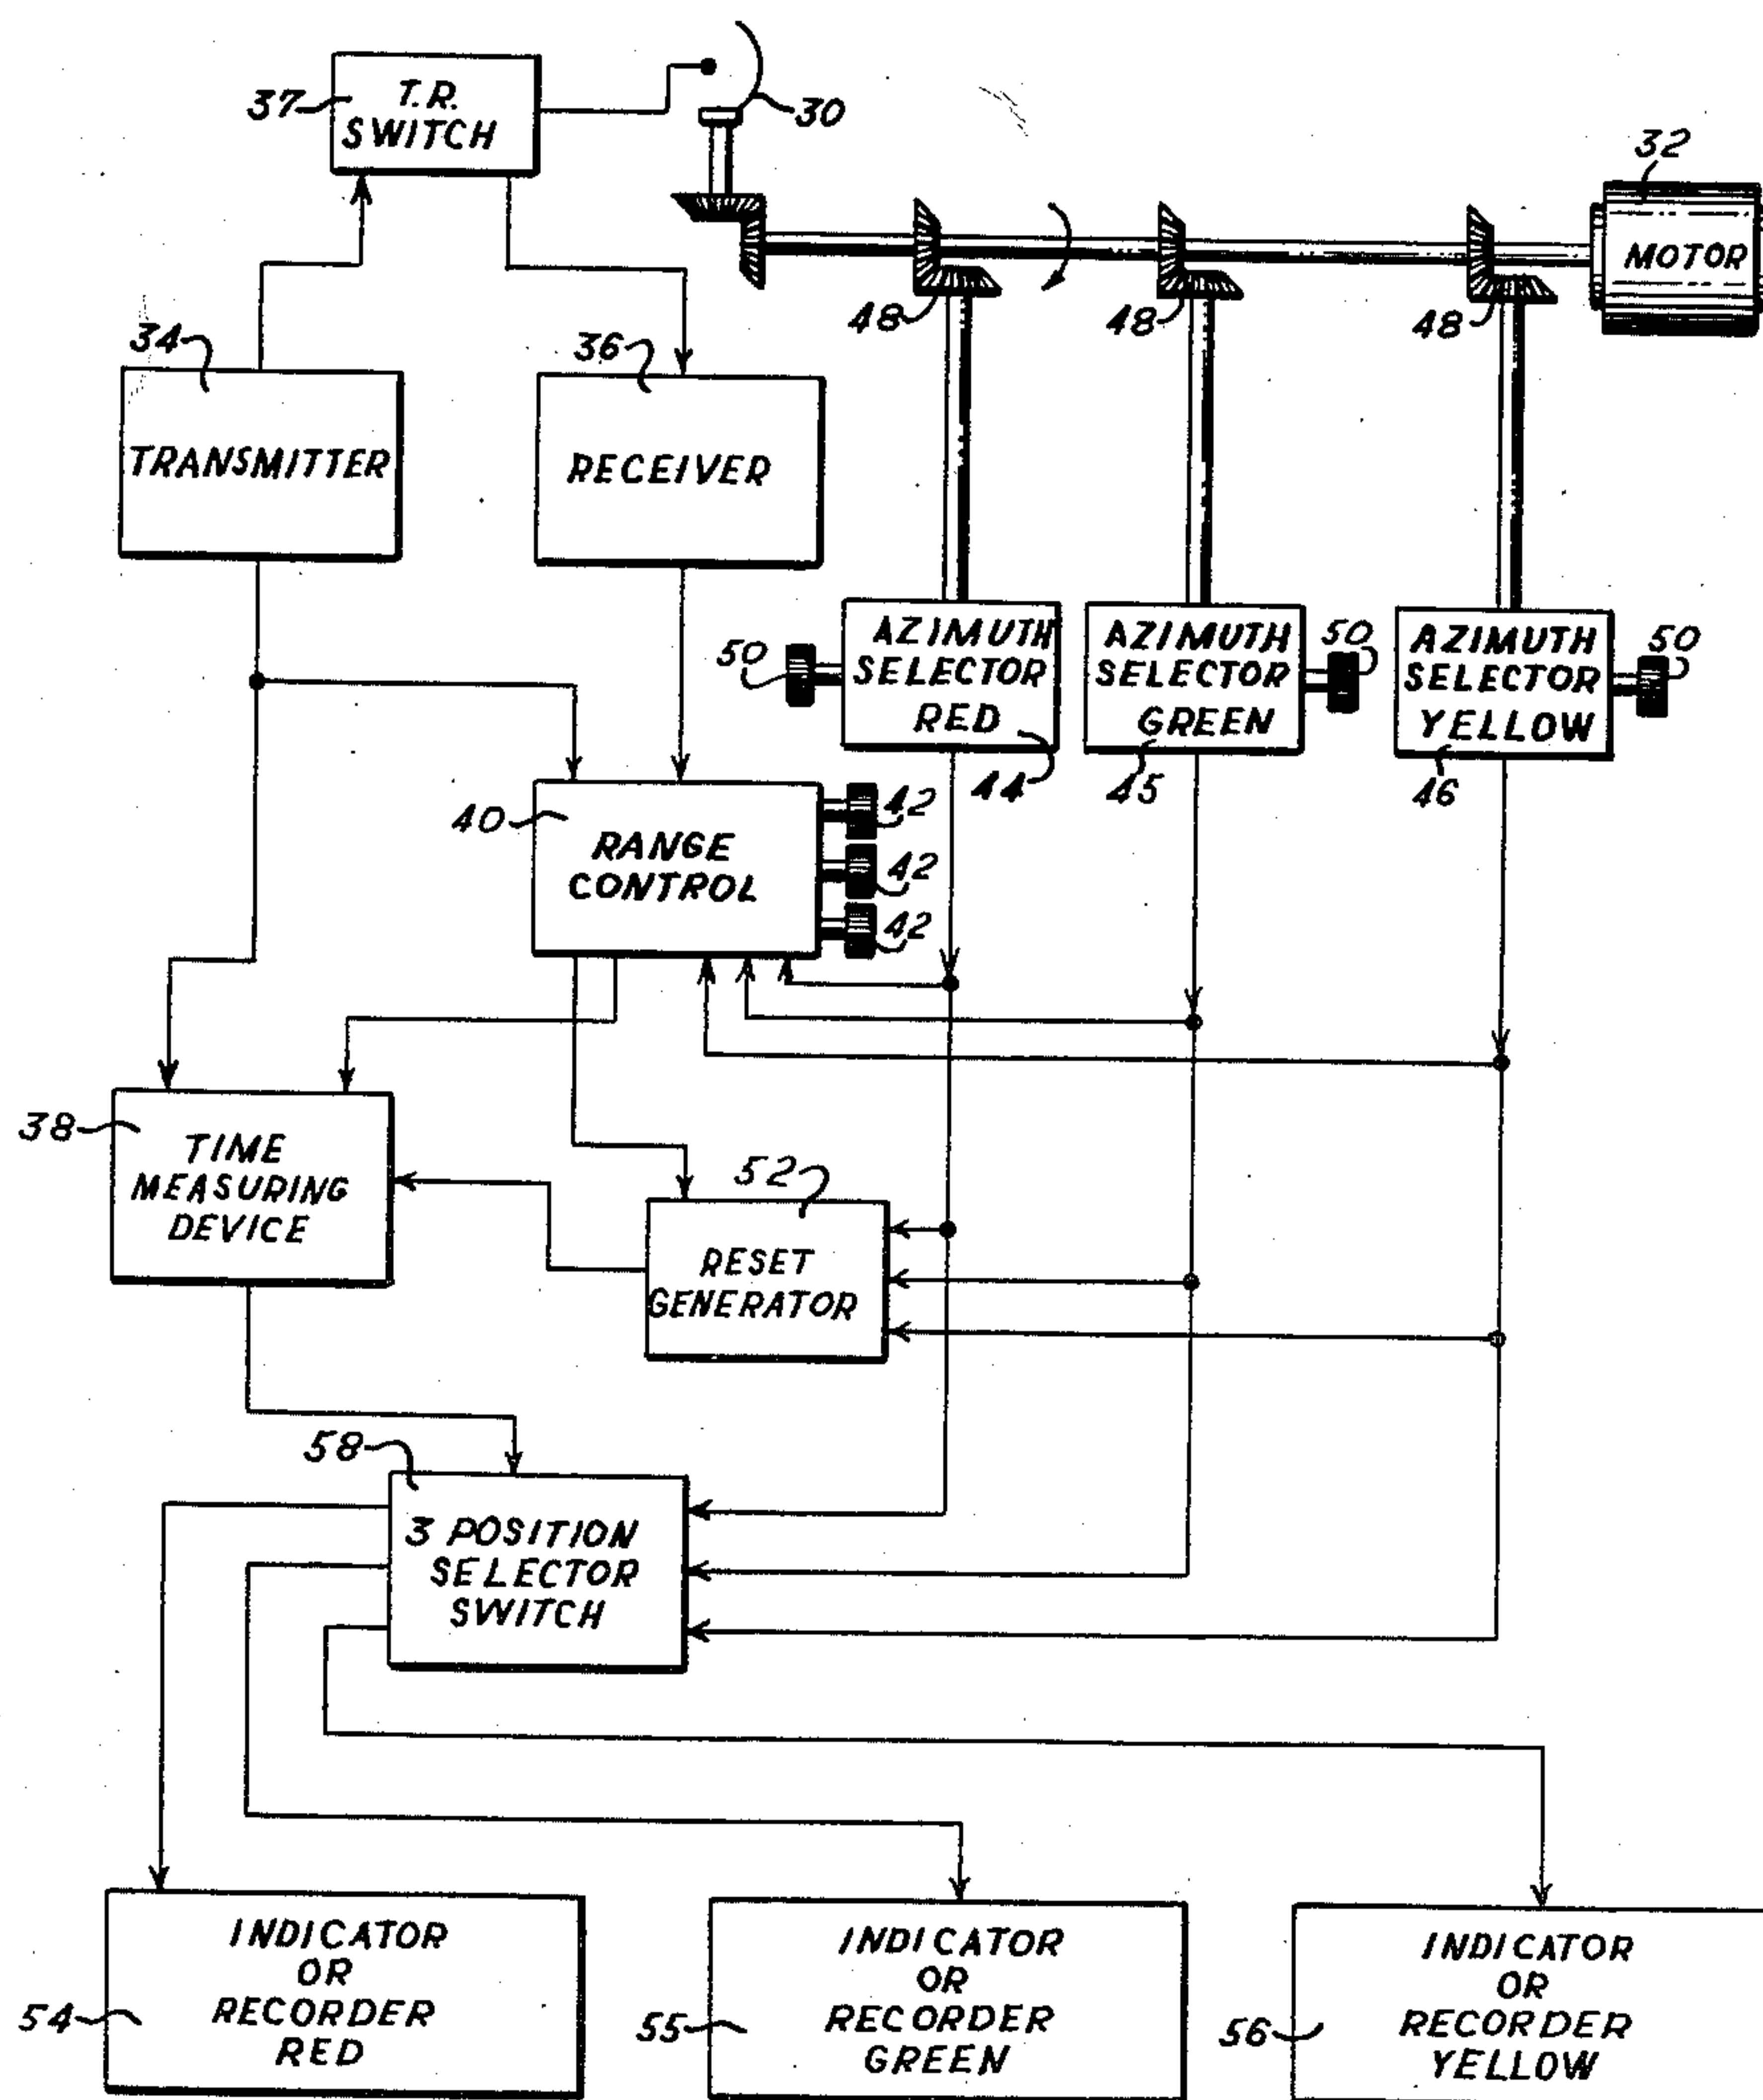 37
T.R.
SWITCH
30
32
MOTOR
34
TRANSMITTER
36
RECEIVER
48
48
48
50
AZIMUTH
SELECTOR
RED
44
AZIMUTH
SELECTOR
GREEN
45
50
AZIMUTH
SELECTOR
YELLOW
46
50
40
RANGE
CONTROL
42
42
42
38
TIME
MEASURING
DEVICE
52
RESET
GENERATOR
58
3 POSITION
SELECTOR
SWITCH
54
INDICATOR
OR
RECORDER
RED
55
INDICATOR
OR
RECORDER
GREEN
56
INDICATOR
OR
RECORDER
YELLOW